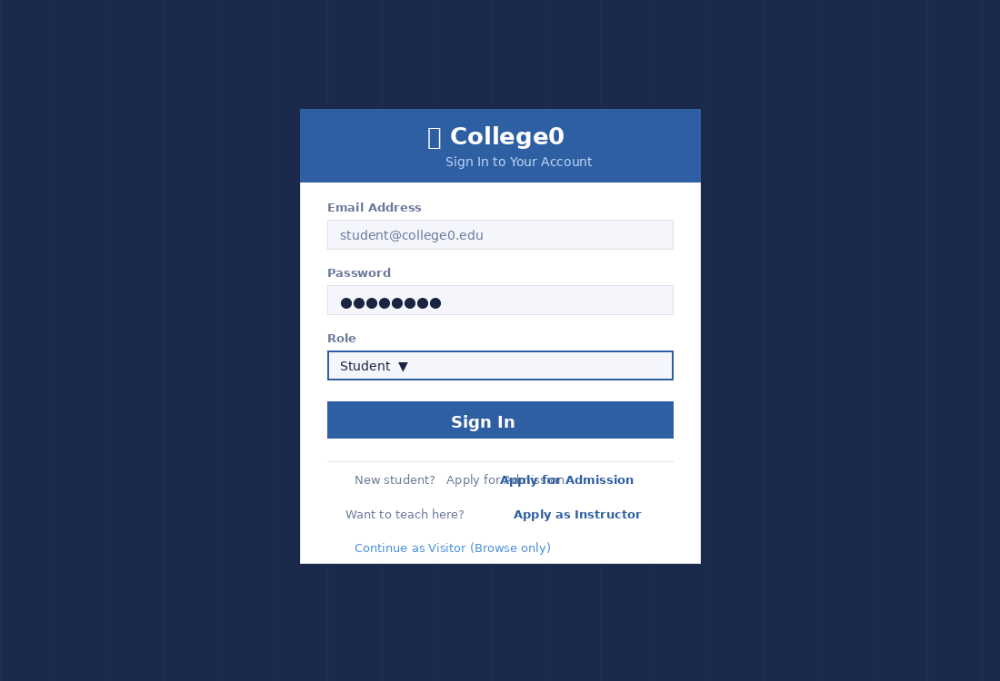 College0
Sign In to Your Account
Email Address
student@college0.edu
Password
●●●●●●●●
Role
Student ▼
Sign In
New student? Apply for Admission Apply for Admission
Want to teach here? Apply as Instructor
Continue as Visitor (Browse only)